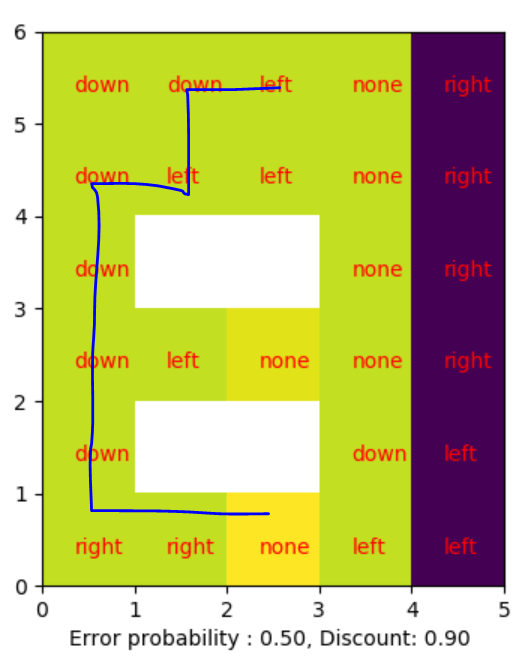 6
down down left none right
5
down left left none right
4
down none right
3
down left none none right
2
down down left
1
right right none left left
0
0 1 2 3 4 5
Error probability : 0.50, Discount: 0.90